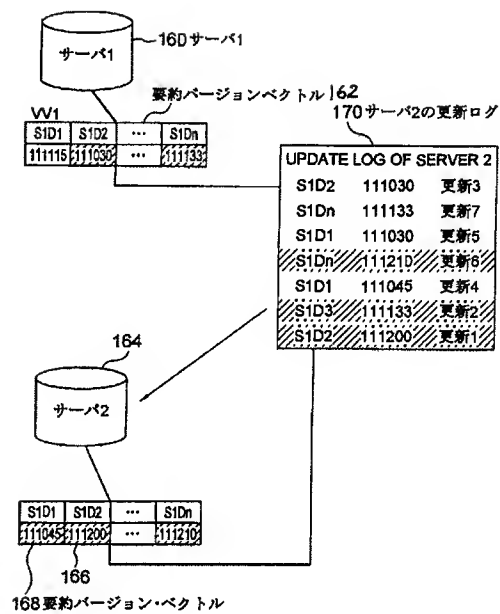 サーバ1
160サーバ1
要約バージョンベクトル162
VV1
S1D1 S1D2 ... S1Dn
111115 111030 ... 111133
170サーバ2の更新ログ
UPDATE LOG OF SERVER 2
S1D2 111030 更新3
S1Dn 111133 更新7
S1D1 111030 更新5
S1Dn 111210 更新6
S1D1 111045 更新4
S1D3 111133 更新2
S1D2 111200 更新1
164
サーバ2
S1D1 S1D2 ... S1Dn
111045 111200 ... 111210
166
168要約バージョン・ベクトル